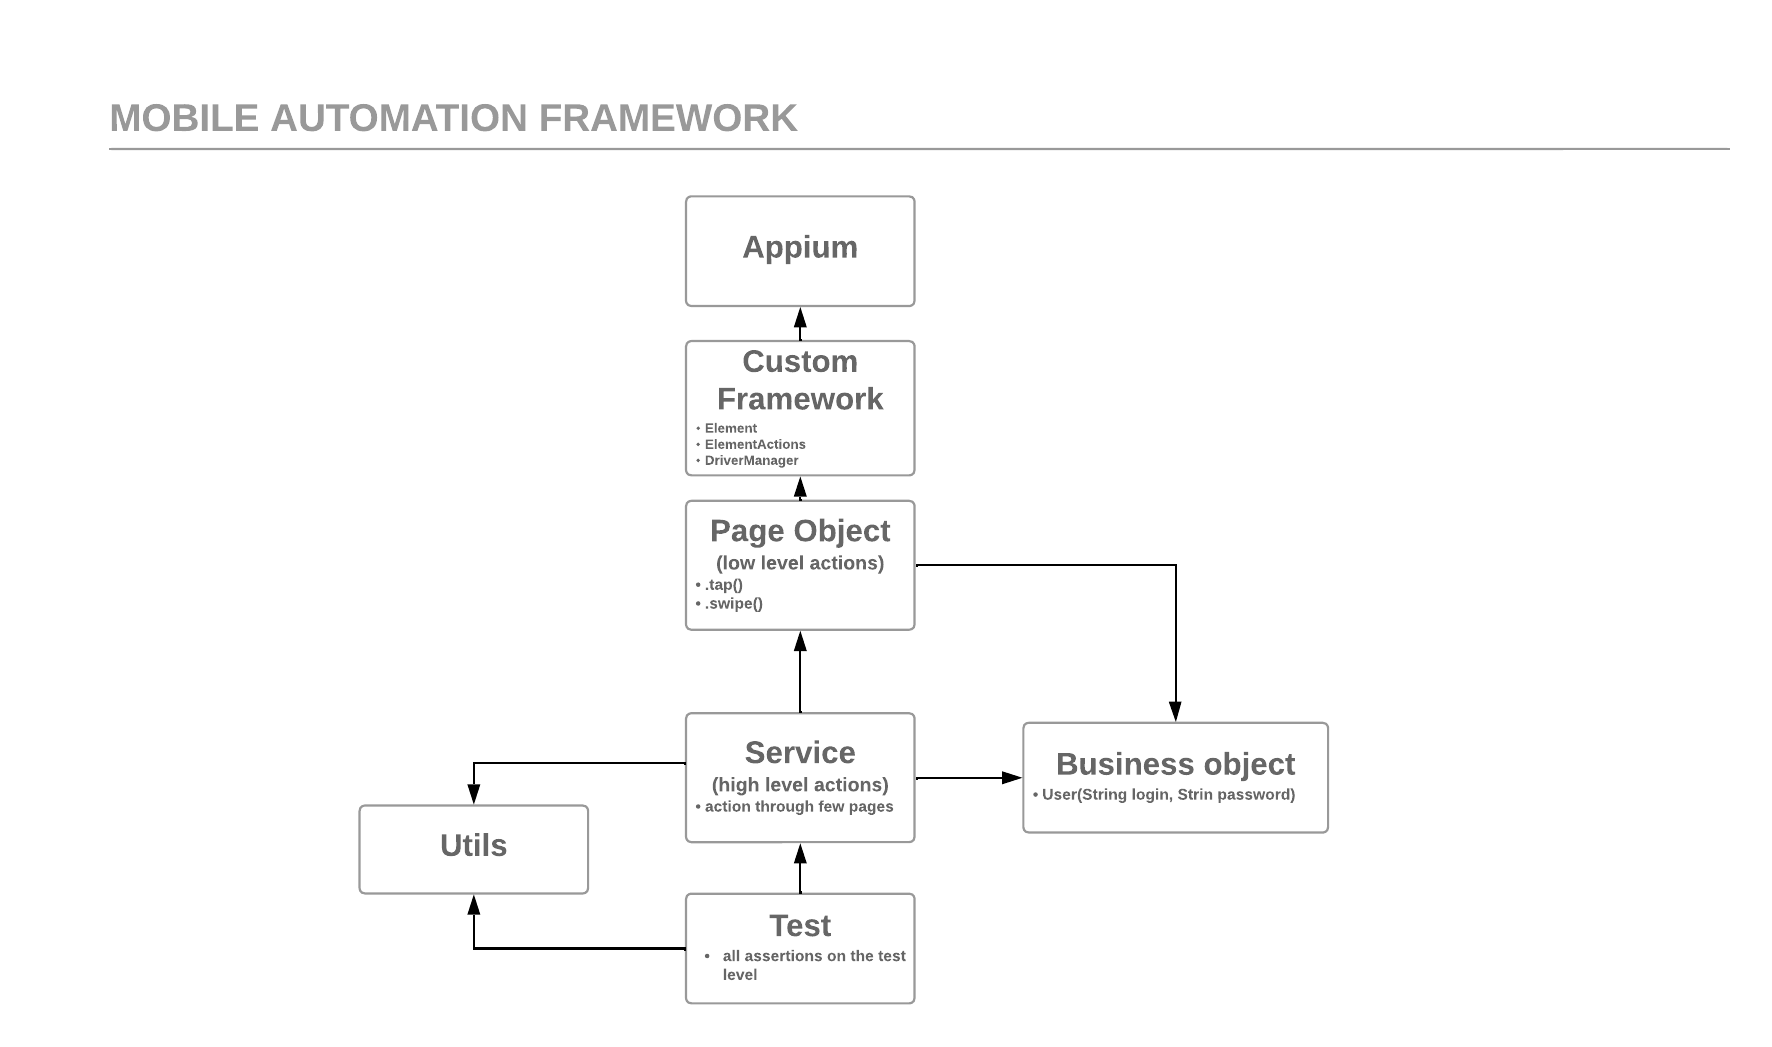 MOBILE AUTOMATION FRAMEWORK
Appium
Custom
Framework
• Element
• ElementActions
• DriverManager
Page Object
(low level actions)
• .tap()
• .swipe()
Service
(high level actions)
• action through few pages
Business object
• User(String login, Strin password)
Utils
Test
• all assertions on the test
level